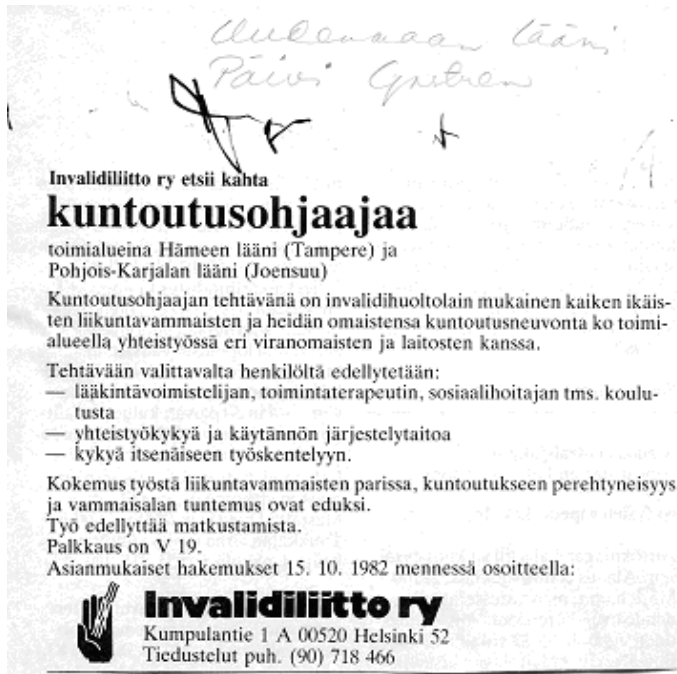 Uudenmaan lääni
Päivi
Invalidiliitto ry etsii kahta
kuntoutusohjaajaa
toimialueina Hämeen lääni (Tampere) ja
Pohjois-Karjalan lääni (Joensuu)
Kuntoutusohjaajan tehtävänä on invalidihuoltolain mukainen kaiken ikäis-
ten liikuntavammaisten ja heidän omaistensa kuntoutusneuvonta ko toimi-
alueella yhteistyössä eri viranomaisten ja laitosten kanssa.
Tehtävään valittavalta henkilöltä edellytetään:
— lääkintävoimistelijan, toimintaterapeutin, sosiaalihoitajan tms. koulu-
tusta
— yhteistyökykyä ja käytännön järjestelytaitoa
— kykyä itsenäiseen työskentelyyn.
Kokemus työstä liikuntavammaisten parissa, kuntoutukseen perehtyneisyys
ja vammaisalan tuntemus ovat eduksi.
Työ edellyttää matkustamista.
Palkkaus on V 19.
Asianmukaiset hakemukset 15. 10. 1982 mennessä osoitteella:
Invalidiliitto ry
Kumpulantie 1 A 00520 Helsinki 52
Tiedustelut puh. (90) 718 466